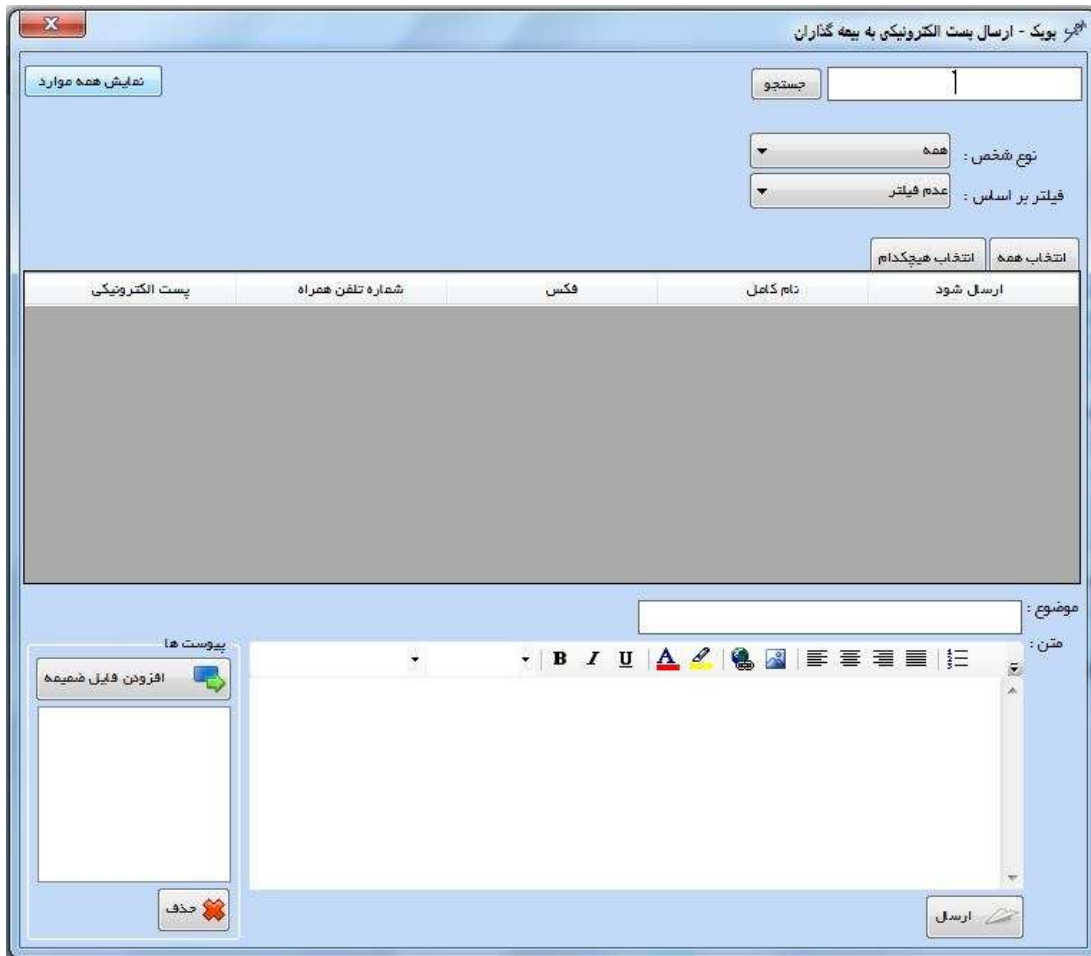 پویک - ارسال پست الکترونیکی به بیمه گذاران
جستجو
نمایش همه موارد
نوع شخص : همه
فیلتر بر اساس : عدم فیلتر
انتخاب همه انتخاب هیچکدام
ارسال شود نام کامل فکس شماره تلفن همراه پست الکترونیکی
موضوع :
متن :
B I U A
پیوست ها
افزودن فایل ضمیمه
حذف
ارسال